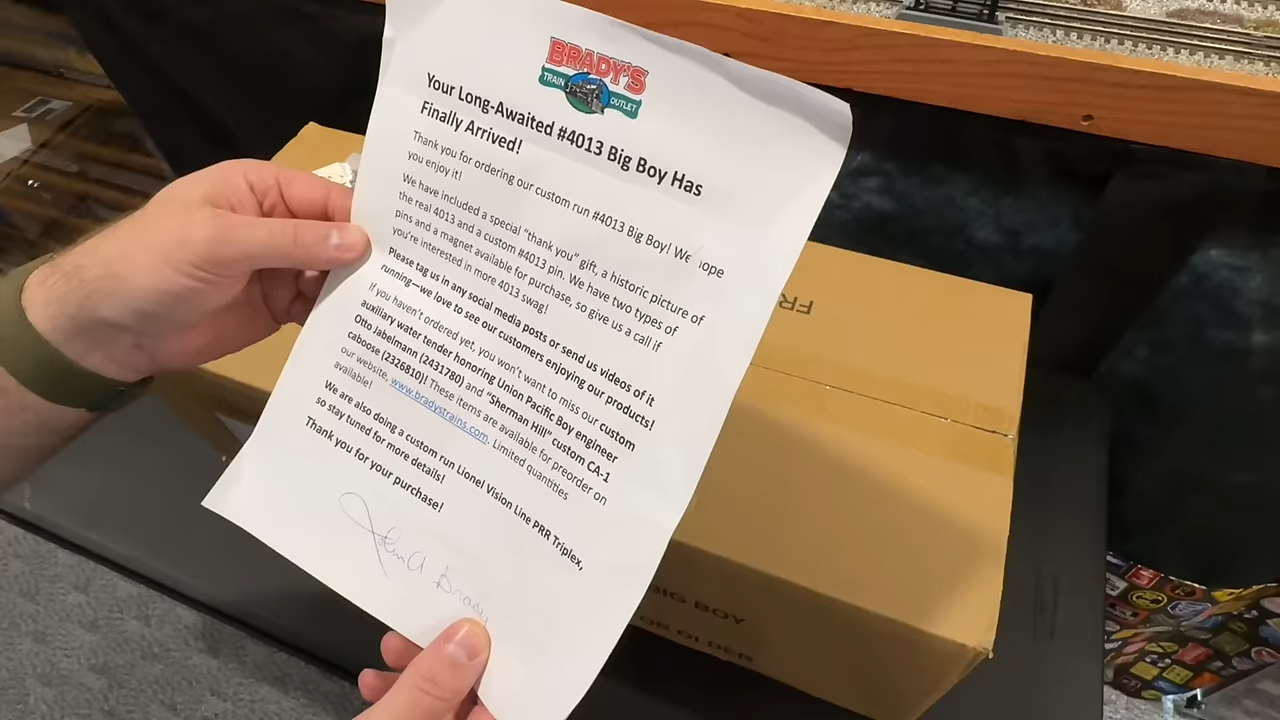 BRADY'S
TRAIN OUTLET
Your Long-Awaited #4013 Big Boy Has
Finally Arrived!
Thank you for ordering our custom run #4013 Big Boy! We ope
you enjoy it!
We have included a special "thank you" gift, a historic picture of
the real 4013 and a custom #4013 pin. We have two types of
pins and a magnet available for purchase, so give us a call if
you're interested in more 4013 swag!
Please tag us in any social media posts or send us videos of it
running—we love to see our customers enjoying our products!
If you haven't ordered yet, you won't want to miss our custom
auxiliary water tender honoring Union Pacific Boy engineer
Otto Jabelmann (2431780) and "Sherman Hill" custom CA-1
caboose (2326810)! These items are available for preorder on
our website, www.bradystrains.com. Limited quantities
available!
We are also doing a custom run Lionel Vision Line PRR Triplex,
so stay tuned for more details!
Thank you for your purchase!
John A Brady
FR
BIG BOY
OR OLDER